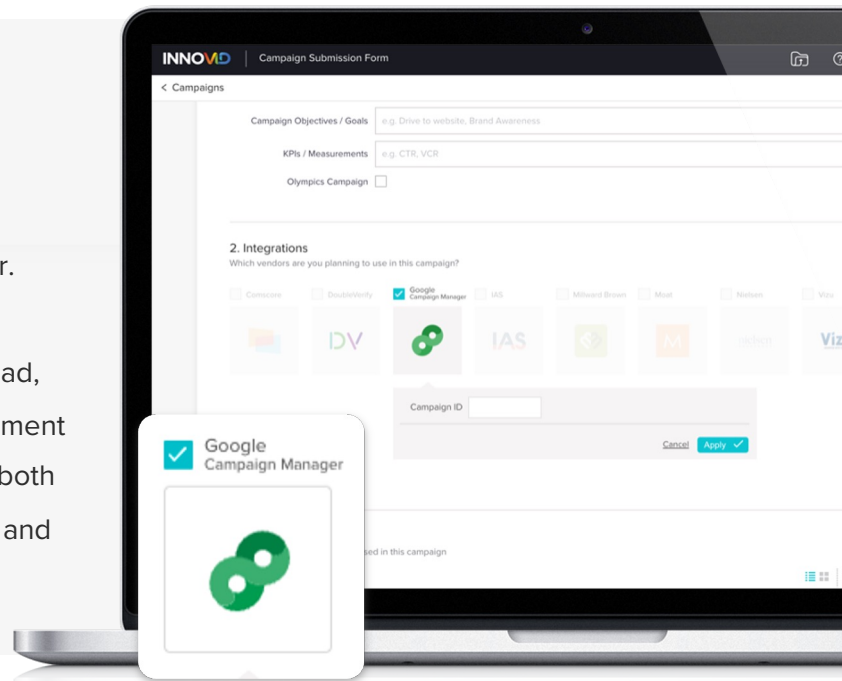 INNOVID
Campaign Submission Form
< Campaigns
Campaign Objectives / Goals
e.g. Drive to website, Brand Awareness
KPIs / Measurements
e.g. CTR, VCR
Olympics Campaign
r.
ad,
ment
both
and
2. Integrations
Which vendors are you planning to use in this campaign?
Comscore
DoubleVerify
Google
Campaign Manager
IAS
Millward Brown
Moat
Nielsen
Vizu
DV
IAS
M
nielsen
Viz
Campaign ID
Cancel
Apply
Google
Campaign Manager
sed in this campaign